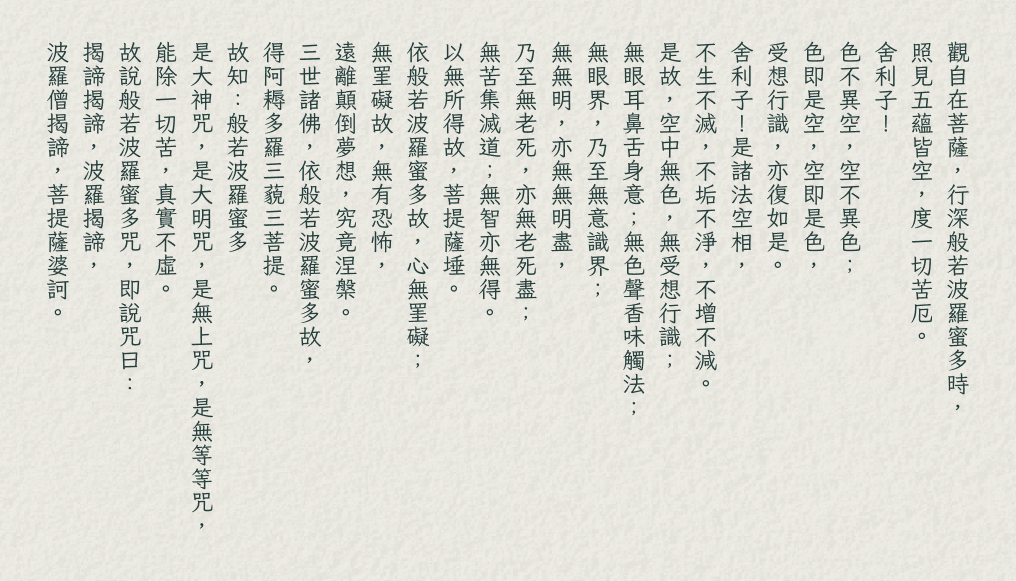 觀自在菩薩，行深般若波羅蜜多時，
照見五蘊皆空，度一切苦厄。
舍利子！
色不異空，空不異色；
色即是空，空即是色，
受想行識，亦復如是。
舍利子！是諸法空相，
不生不滅，不垢不淨，不增不減。
是故，空中無色，無受想行識；
無眼耳鼻舌身意；無色聲香味觸法；
無眼界，乃至無意識界；
無無明，亦無無明盡，
乃至無老死，亦無老死盡；
無苦集滅道；無智亦無得。
以無所得故，菩提薩埵。
依般若波羅蜜多故，心無罣礙；
無罣礙故，無有恐怖，
遠離顛倒夢想，究竟涅槃。
三世諸佛，依般若波羅蜜多故，
得阿耨多羅三藐三菩提。
故知：般若波羅蜜多
是大神咒，是大明咒，是無上咒，是無等等咒，
能除一切苦，真實不虛。
故說般若波羅蜜多咒，即說咒曰：
揭諦揭諦，波羅揭諦，
波羅僧揭諦，菩提薩婆訶。